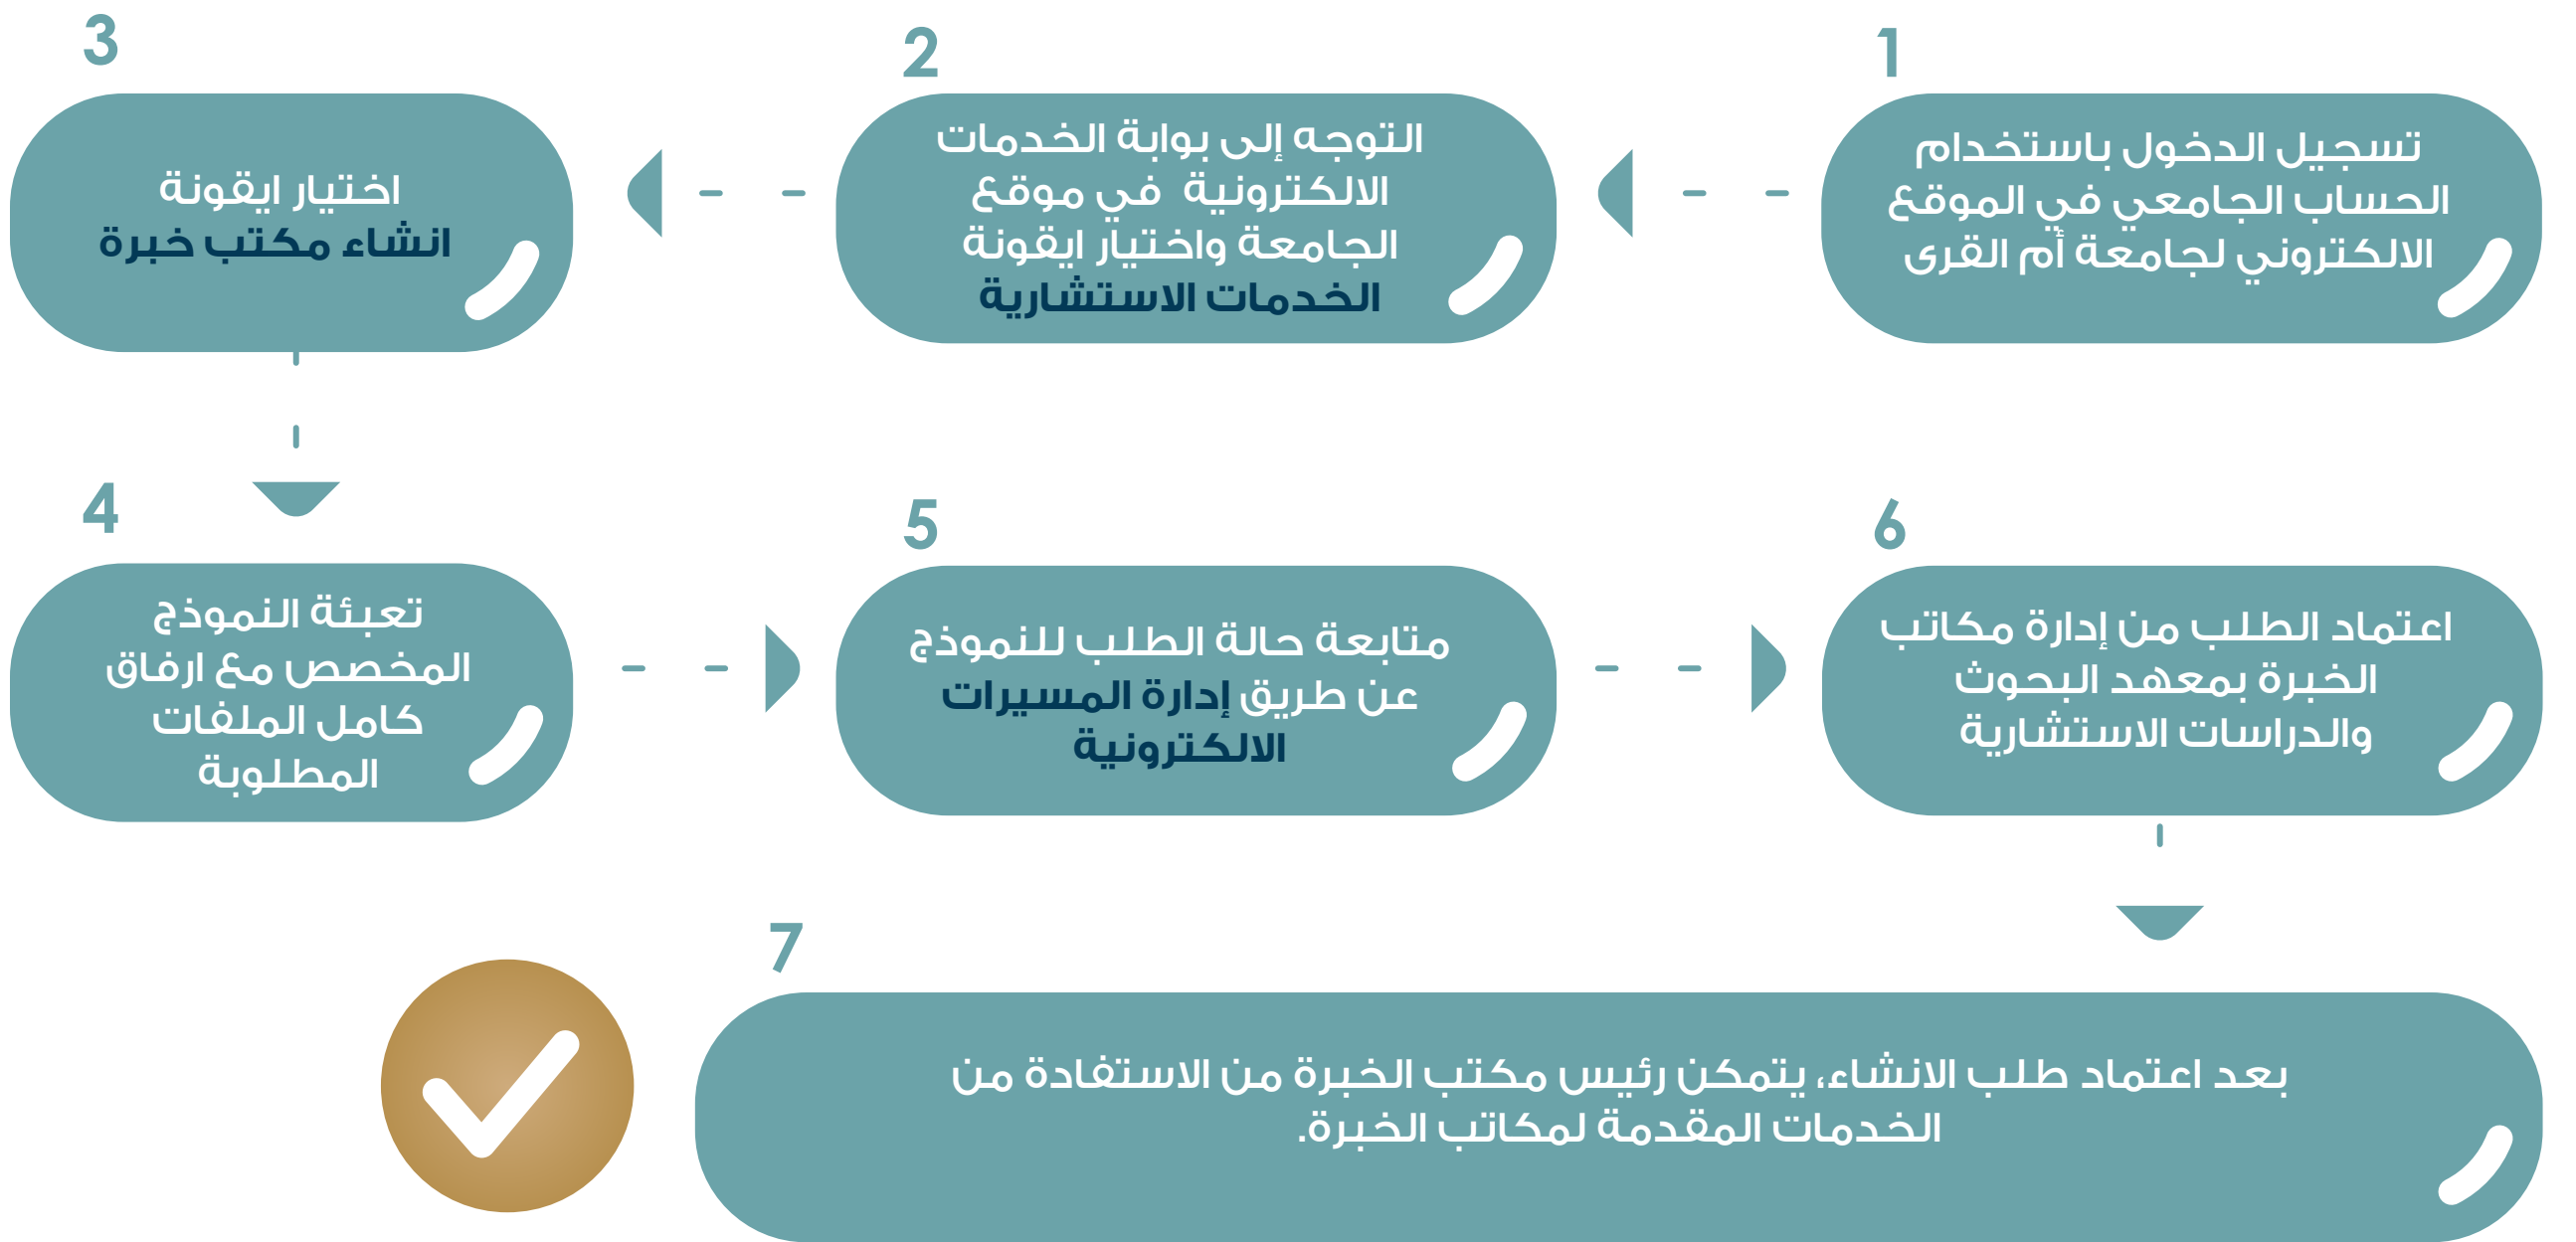 1
تسجيل الدخول باستخدام
الحساب الجامعي في الموقع
الالكتروني لجامعة أم القرى
2
التوجه إلى بوابة الخدمات
الالكترونية في موقع
الجامعة واختيار ايقونة
الخدمات الاستشارية
3
اختيار ايقونة
انشاء مكتب خبرة
4
تعبئة النموذج
المخصص مع ارفاق
كامل الملفات
المطلوبة
5
متابعة حالة الطلب للنموذج
عن طريق إدارة المسيرات
الالكترونية
6
اعتماد الطلب من إدارة مكاتب
الخبرة بمعهد البحوث
والدراسات الاستشارية
7
بعد اعتماد طلب الانشاء، يتمكن رئيس مكتب الخبرة من الاستفادة من
الخدمات المقدمة لمكاتب الخبرة.